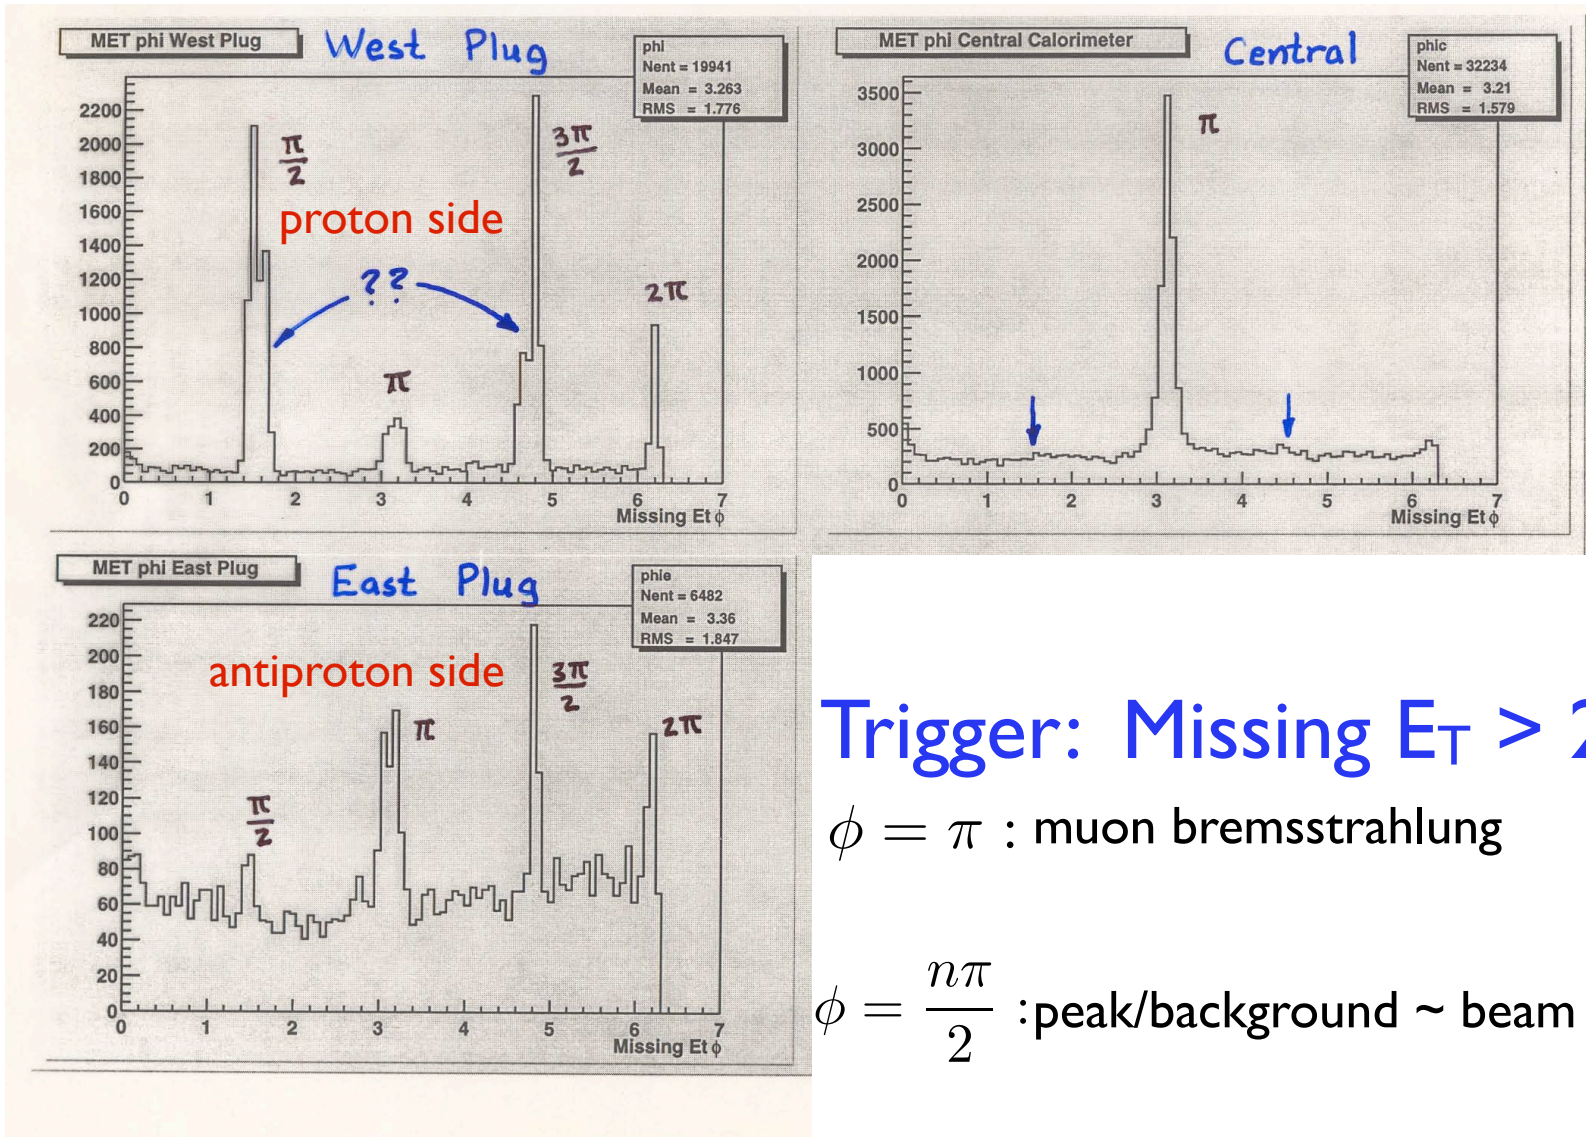 MET phi West Plug
West Plug
phi
Nent = 19941
Mean = 3.263
RMS = 1.776
2200
2000
1800
1600
1400
1200
1000
800
600
400
200
0
π/2
3π/2
proton side
??
2π
π
0 1 2 3 4 5 6 7
Missing Et ϕ
MET phi Central Calorimeter
Central
phic
Nent = 32234
Mean = 3.21
RMS = 1.579
3500
3000
2500
2000
1500
1000
500
0
π
0 1 2 3 4 5 6 7
Missing Et ϕ
MET phi East Plug
East Plug
phie
Nent = 6482
Mean = 3.36
RMS = 1.847
220
200
180
160
140
120
100
80
60
40
20
0
antiproton side
3π/2
π
2π
π/2
0 1 2 3 4 5 6 7
Missing Et ϕ
Trigger: Missing E_T > 2
ϕ = π : muon bremsstrahlung
ϕ = nπ/2 :peak/background ~ beam